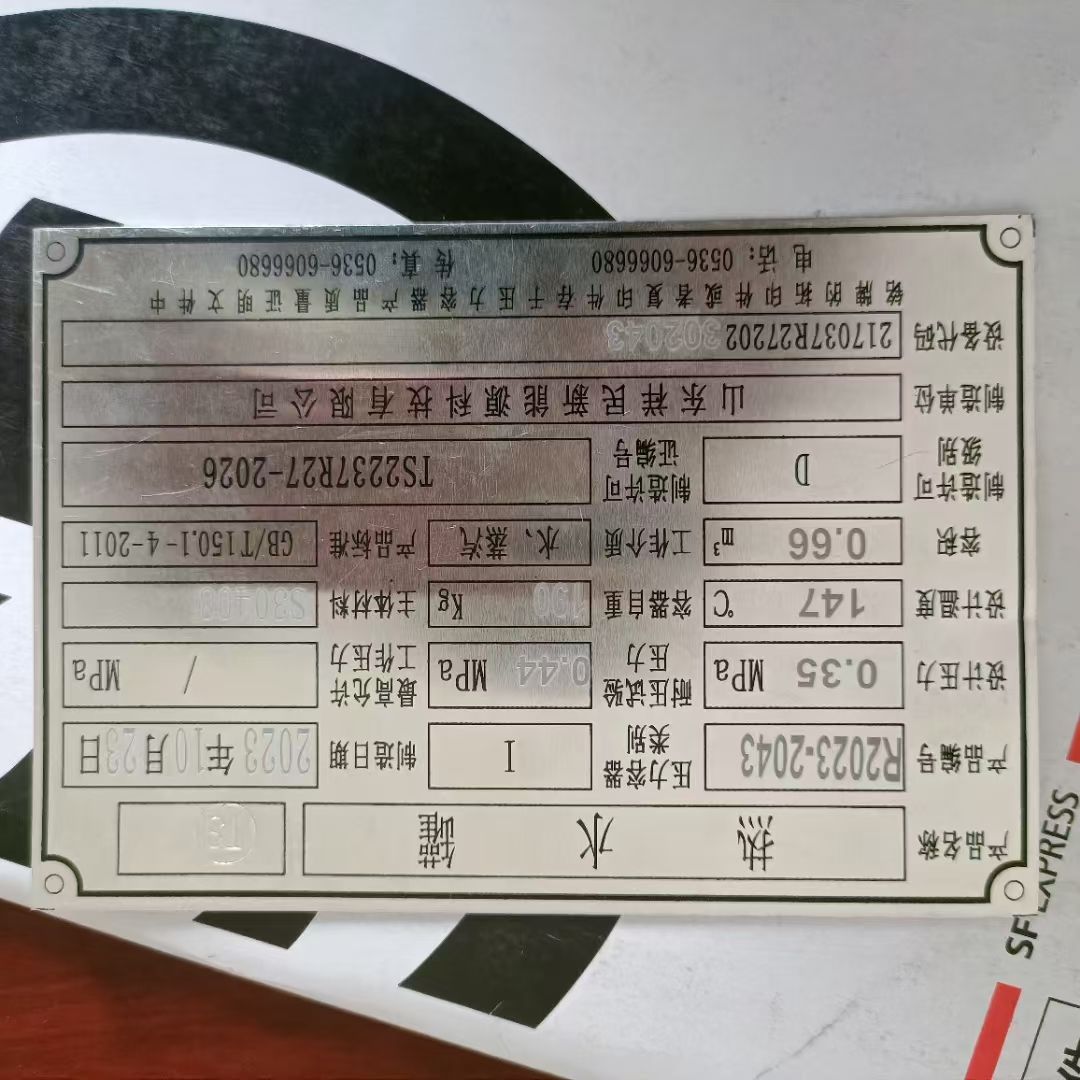 产品名称 热水罐
产品编号 R2023-2043 压力容器类别 I 制造日期 2023年10月23日
设计压力 0.35 MPa 耐压试验压力 0.44 MPa 最高允许工作压力 / MPa
设计温度 147 ℃ 容器自重 190 Kg 主体材料 S30408
容积 0.66 m³ 工作介质 水、蒸汽 产品标准 GB/T150.1-4-2011
制造许可级别 D 制造许可证编号 TS2237R27-2026
制造单位 山东祥民新能源科技有限公司
设备代码 217037R27202302043
铭牌的拓印件或者复印件存于压力容器产品质量证明文件中
电话：0536-6066680 传真：0536-6066680
SF EXPRESS